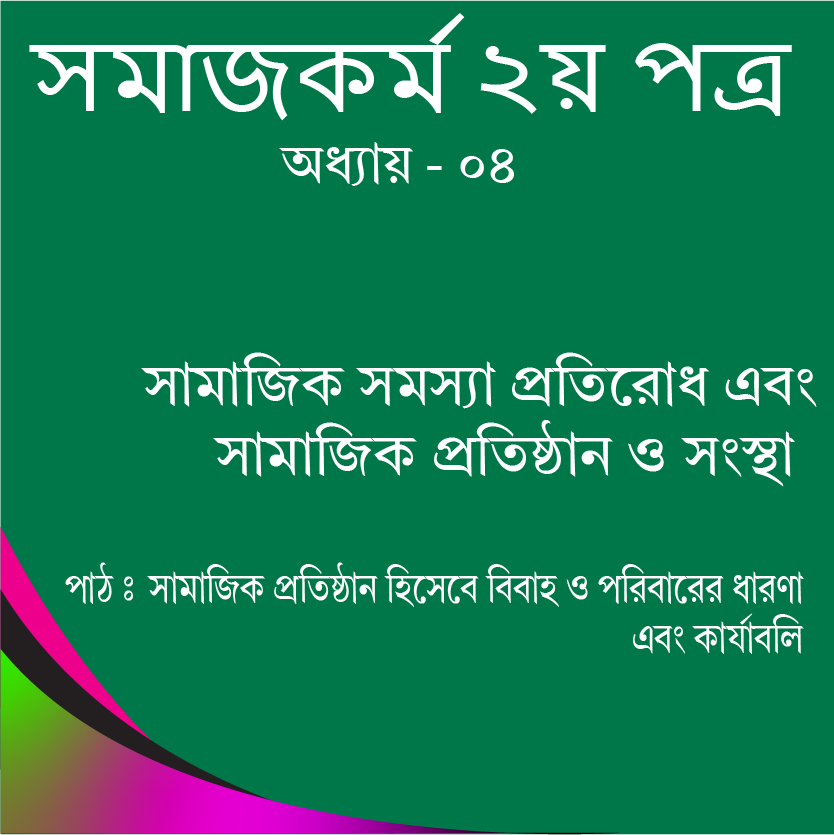 সমাজকর্ম ২য় পত্র
অধ্যায় - ০৪
সামাজিক সমস্যা প্রতিরোধ এবং
সামাজিক প্রতিষ্ঠান ও সংস্থা
পাঠ ঃ সামাজিক প্রতিষ্ঠান হিসেবে বিবাহ ও পরিবারের ধারণা
এবং কার্যাবলি